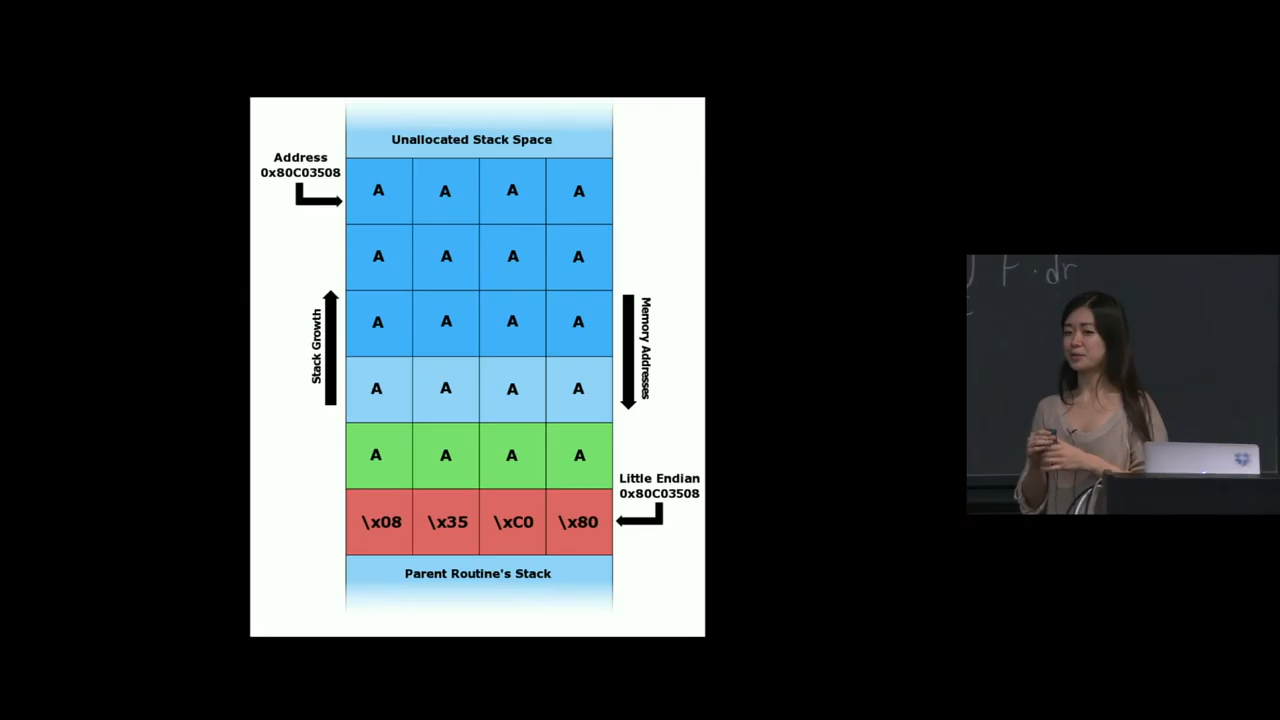 Unallocated Stack Space
Address
0x80C03508
A A A A
A A A A
A A A A
Stack Growth
Memory Addresses
A A A A
A A A A
Little Endian
0x80C03508
\x08 \x35 \xC0 \x80
Parent Routine's Stack
F · dr